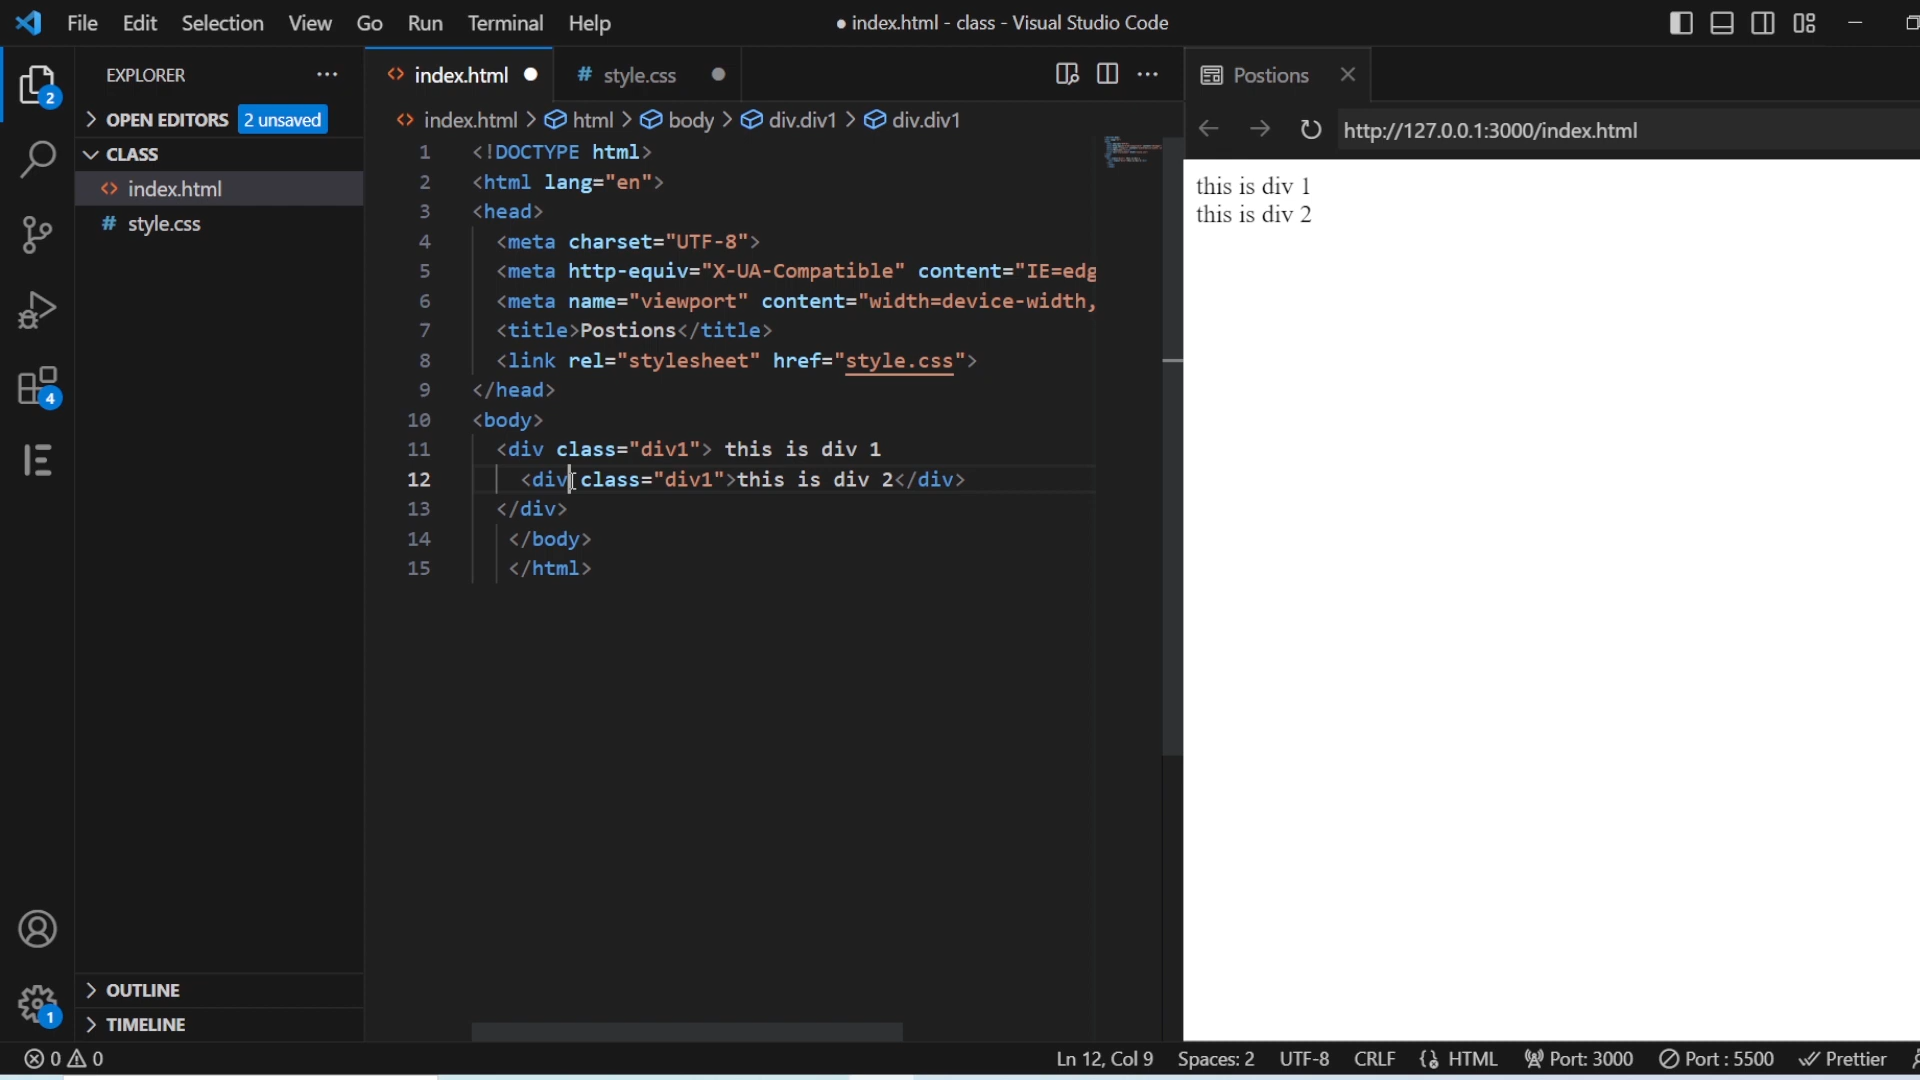 File Edit Selection View Go Run Terminal Help
● index.html - class - Visual Studio Code
EXPLORER
OPEN EDITORS 2 unsaved
CLASS
index.html
style.css
OUTLINE
TIMELINE
2
4
1
index.html
style.css
index.html > html > body > div.div1 > div.div1
1 <!DOCTYPE html>
2 <html lang="en">
3 <head>
4 <meta charset="UTF-8">
5 <meta http-equiv="X-UA-Compatible" content="IE=edg
6 <meta name="viewport" content="width=device-width,
7 <title>Postions</title>
8 <link rel="stylesheet" href="style.css">
9 </head>
10 <body>
11 <div class="div1"> this is div 1
12 <div class="div1">this is div 2</div>
13 </div>
14 </body>
15 </html>
Postions
http://127.0.0.1:3000/index.html
this is div 1
this is div 2
0 0
Ln 12, Col 9 Spaces: 2 UTF-8 CRLF HTML Port: 3000 Port : 5500 Prettier